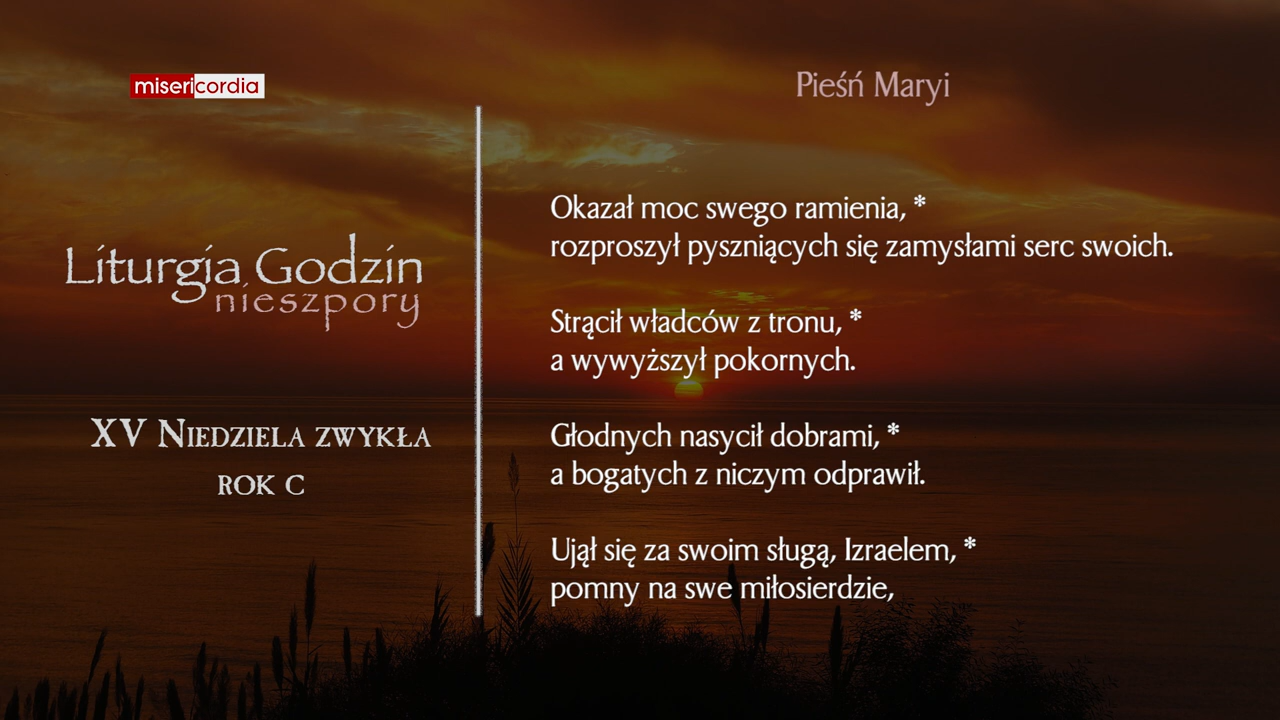 misericordia
Liturgia Godzin
nieszpory
XV Niedziela zwykła
rok C
Pieśń Maryi
Okazał moc swego ramienia, *
rozproszył pyszniących się zamysłami serc swoich.
Strącił władców z tronu, *
a wywyższył pokornych.
Głodnych nasycił dobrami, *
a bogatych z niczym odprawił.
Ujął się za swoim sługą, Izraelem, *
pomny na swe miłosierdzie,